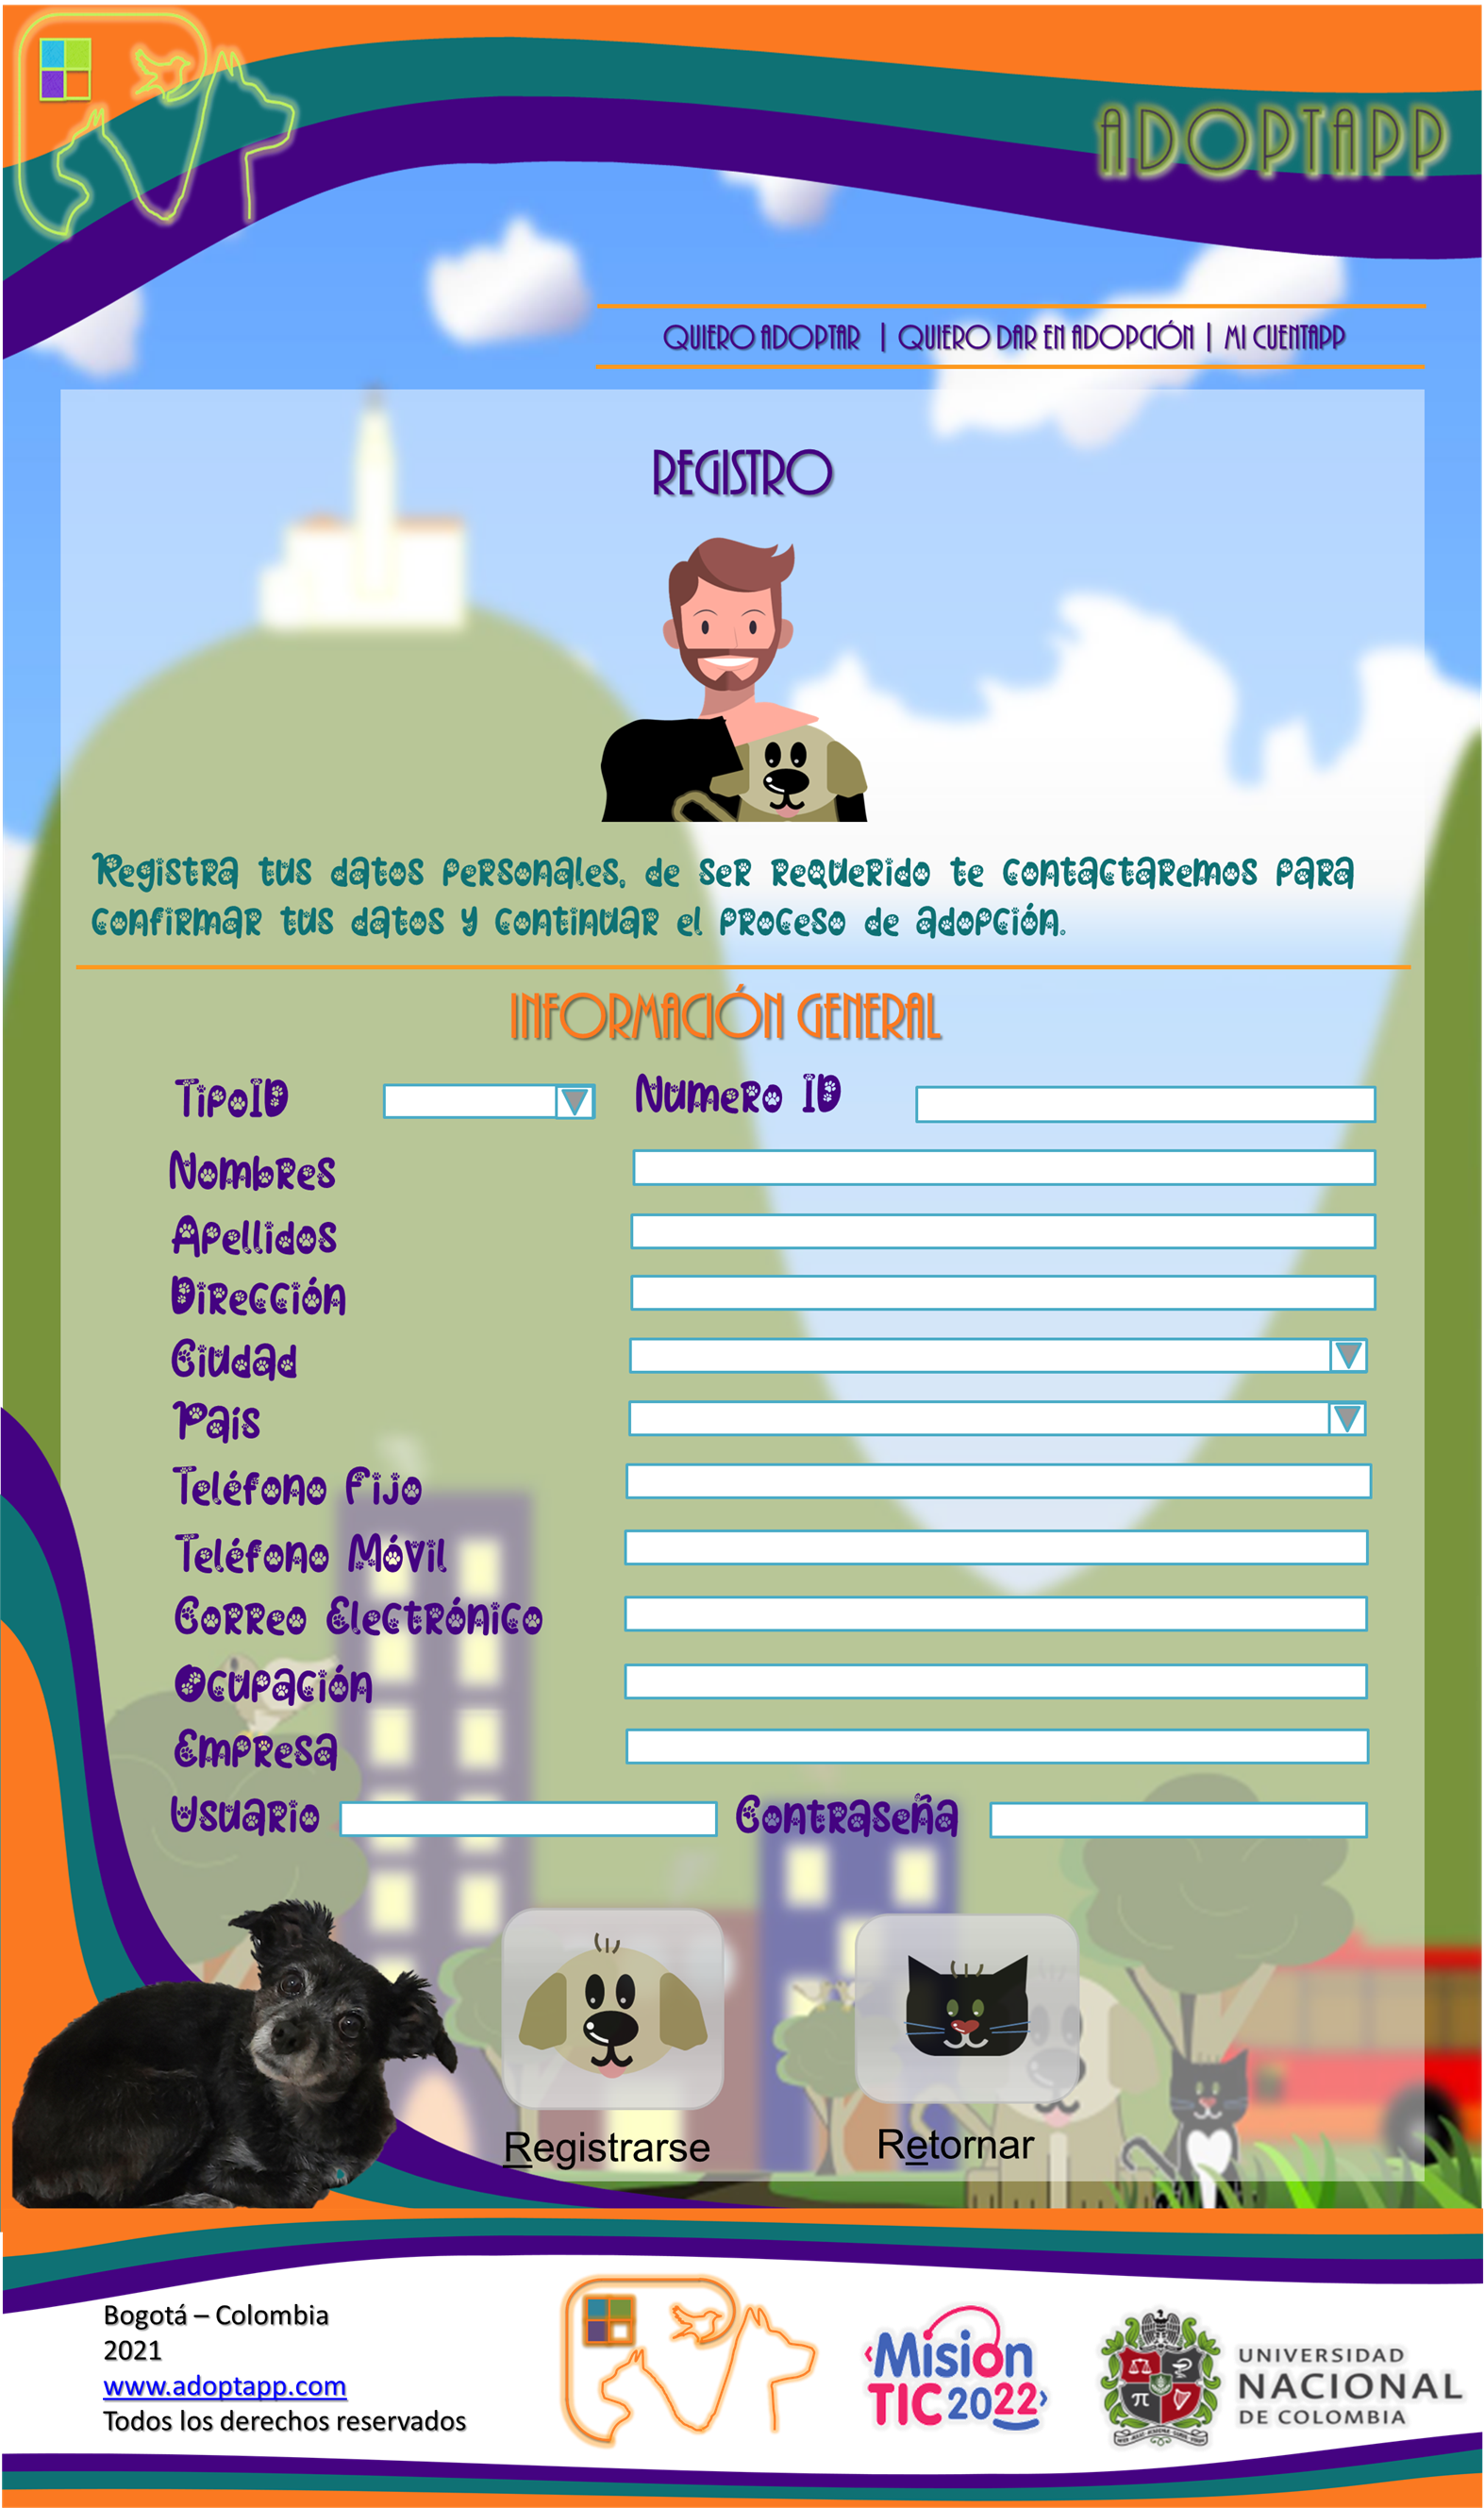 ADOPTAPP
QUIERO ADOPTAR | QUIERO DAR EN ADOPCIÓN | MI CUENTAPP
REGISTRO
Registra tus datos personales, de ser requerido te contactaremos para
confirmar tus datos y continuar el proceso de adopción.
INFORMACIÓN GENERAL
TipoID Numero ID
Nombres
Apellidos
Dirección
Ciudad
País
Teléfono Fijo
Teléfono Móvil
Correo Electrónico
Ocupación
Empresa
Usuario Contraseña
Registrarse Retornar
Bogotá – Colombia
2021
www.adoptapp.com
Todos los derechos reservados
‹Misión
TIC 2022›
UNIVERSIDAD
NACIONAL
DE COLOMBIA